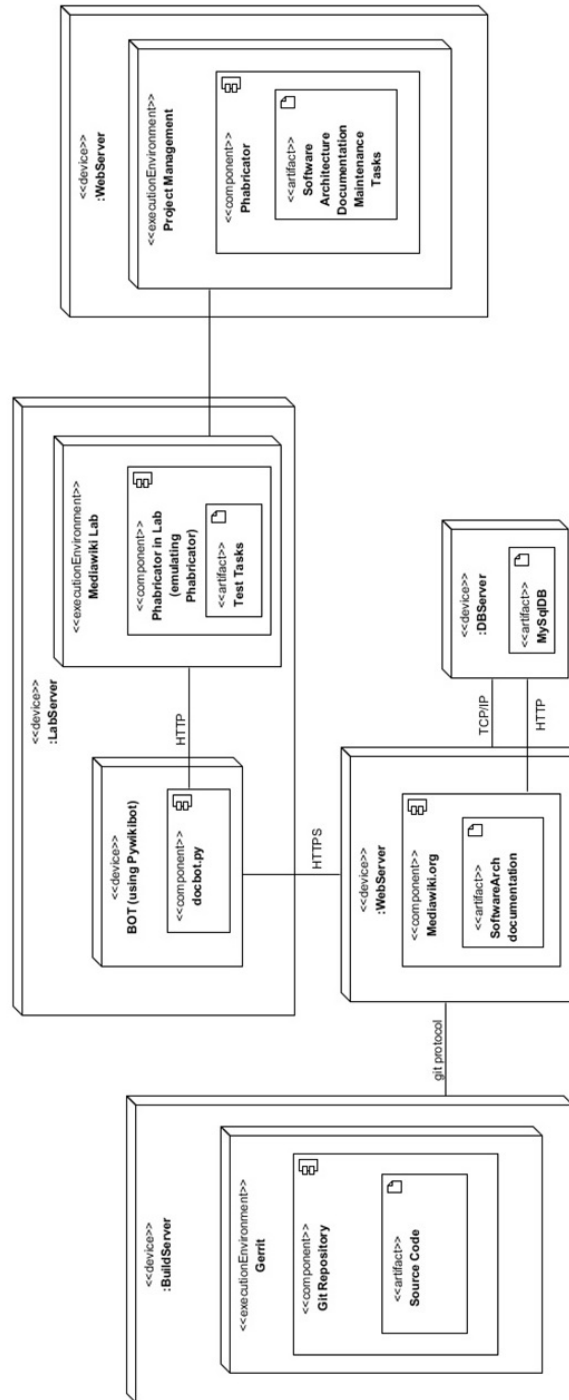 <<device>>
:BuildServer
<<executionEnvironment>>
Gerrit
<<component>>
Git Repository
<<artifact>>
Source Code
git protocol
<<device>>
:LabServer
<<device>>
BOT (using Pywikibot)
<<component>>
docbot.py
HTTP
<<executionEnvironment>>
Mediawiki Lab
<<component>>
Phabricator in Lab
(emulating
Phabricator)
<<artifact>>
Test Tasks
HTTPS
<<device>>
:WebServer
<<component>>
Mediawiki.org
<<artifact>>
SoftwareArch
documentation
TCP/IP
HTTP
<<device>>
:DBServer
<<artifact>>
MySqlDB
<<device>>
:WebServer
<<executionEnvironment>>
Project Management
<<component>>
Phabricator
<<artifact>>
Software
Architecture
Documentation
Maintenance
Tasks